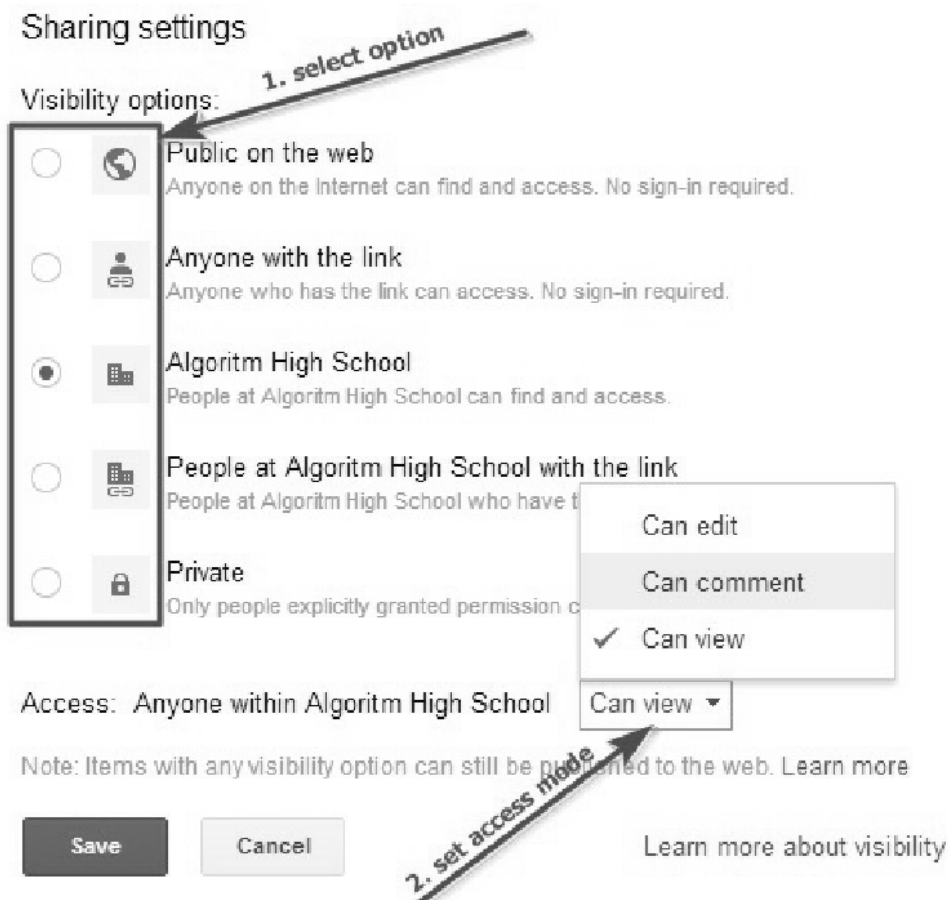 Sharing settings
1. select option
Visibility options:
Public on the web
Anyone on the Internet can find and access. No sign-in required.
Anyone with the link
Anyone who has the link can access. No sign-in required.
Algoritm High School
People at Algoritm High School can find and access.
People at Algoritm High School with the link
People at Algoritm High School who have
Can edit
Private
Can comment
Only people explicitly granted permission
Can view
Access: Anyone within Algoritm High School Can view
Note: Items with any visibility option can still be published to the web. Learn more
2. set access mode
Save Cancel Learn more about visibility